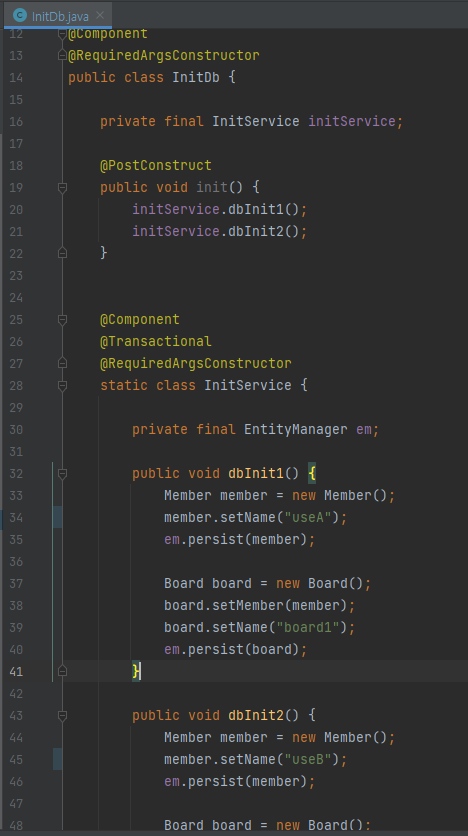 InitDb.java
12 @Component
13 @RequiredArgsConstructor
14 public class InitDb {
15
16 private final InitService initService;
17
18 @PostConstruct
19 public void init() {
20 initService.dbInit1();
21 initService.dbInit2();
22 }
23
24
25 @Component
26 @Transactional
27 @RequiredArgsConstructor
28 static class InitService {
29
30 private final EntityManager em;
31
32 public void dbInit1() {
33 Member member = new Member();
34 member.setName("useA");
35 em.persist(member);
36
37 Board board = new Board();
38 board.setMember(member);
39 board.setName("board1");
40 em.persist(board);
41 }
42
43 public void dbInit2() {
44 Member member = new Member();
45 member.setName("useB");
46 em.persist(member);
47
48 Board board = new Board();